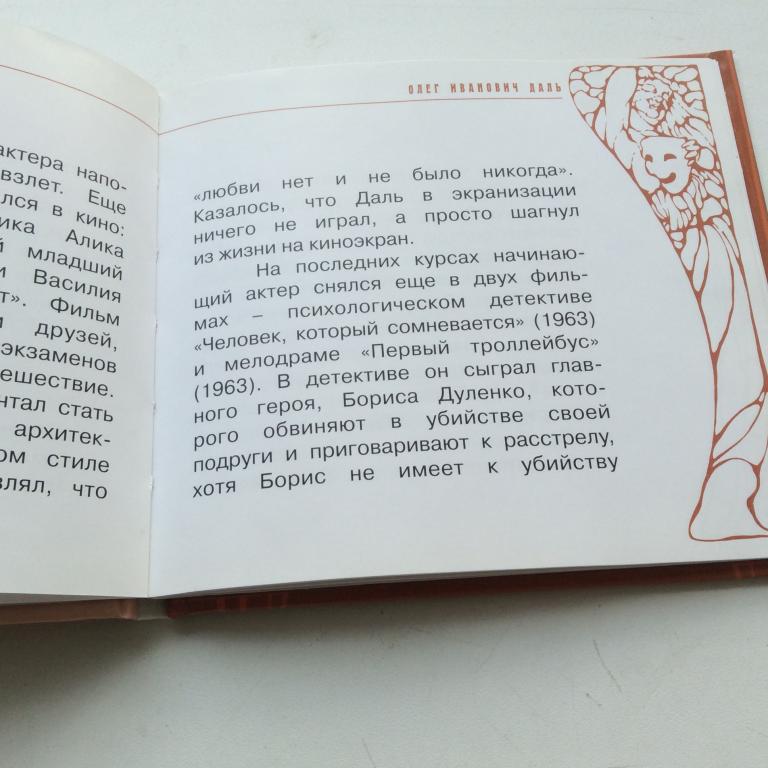 актера напо-
взлет. Еще
лся в кино:
ика Алика
й младший
и Василия
т». Фильм
и друзей,
экзаменов
ешествие.
нтал стать
архитек-
ом стиле
влял, что
ОЛЕГ ИВАНОВИЧ ДАЛЬ
«любви нет и не было никогда».
Казалось, что Даль в экранизации
ничего не играл, а просто шагнул
из жизни на киноэкран.
На последних курсах начинаю-
щий актер снялся еще в двух филь-
мах – психологическом детективе
«Человек, который сомневается» (1963)
и мелодраме «Первый троллейбус»
(1963). В детективе он сыграл глав-
ного героя, Бориса Дуленко, кото-
рого обвиняют в убийстве своей
подруги и приговаривают к расстрелу,
хотя Борис не имеет к убийству